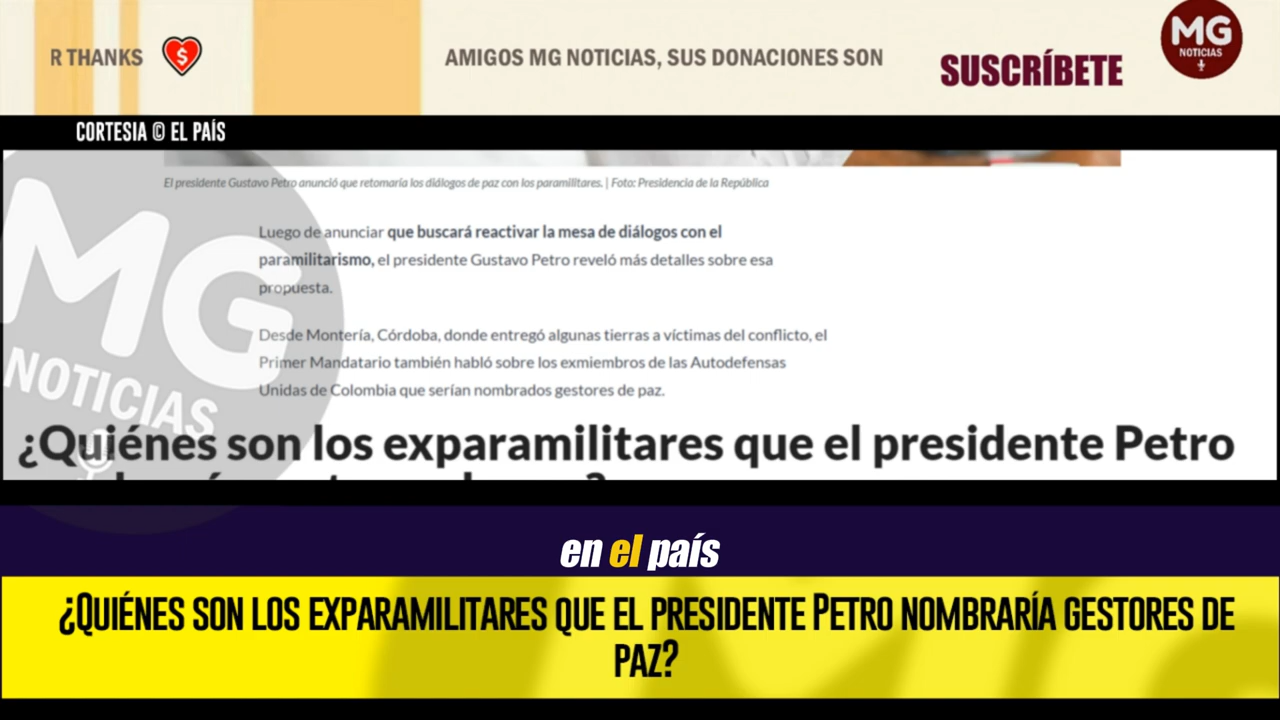 R THANKS
AMIGOS MG NOTICIAS, SUS DONACIONES SON
SUSCRÍBETE
MG
NOTICIAS
CORTESIA © EL PAÍS
El presidente Gustavo Petro anunció que retomaría los diálogos de paz con los paramilitares. | Foto: Presidencia de la República
Luego de anunciar que buscará reactivar la mesa de diálogos con el
paramilitarismo, el presidente Gustavo Petro reveló más detalles sobre esa
propuesta.
Desde Montería, Córdoba, donde entregó algunas tierras a víctimas del conflicto, el
Primer Mandatario también habló sobre los exmiembros de las Autodefensas
Unidas de Colombia que serían nombrados gestores de paz.
MG
NOTICIAS
¿Quiénes son los exparamilitares que el presidente Petro
en el país
¿QUIÉNES SON LOS EXPARAMILITARES QUE EL PRESIDENTE PETRO NOMBRARÍA GESTORES DE
PAZ?